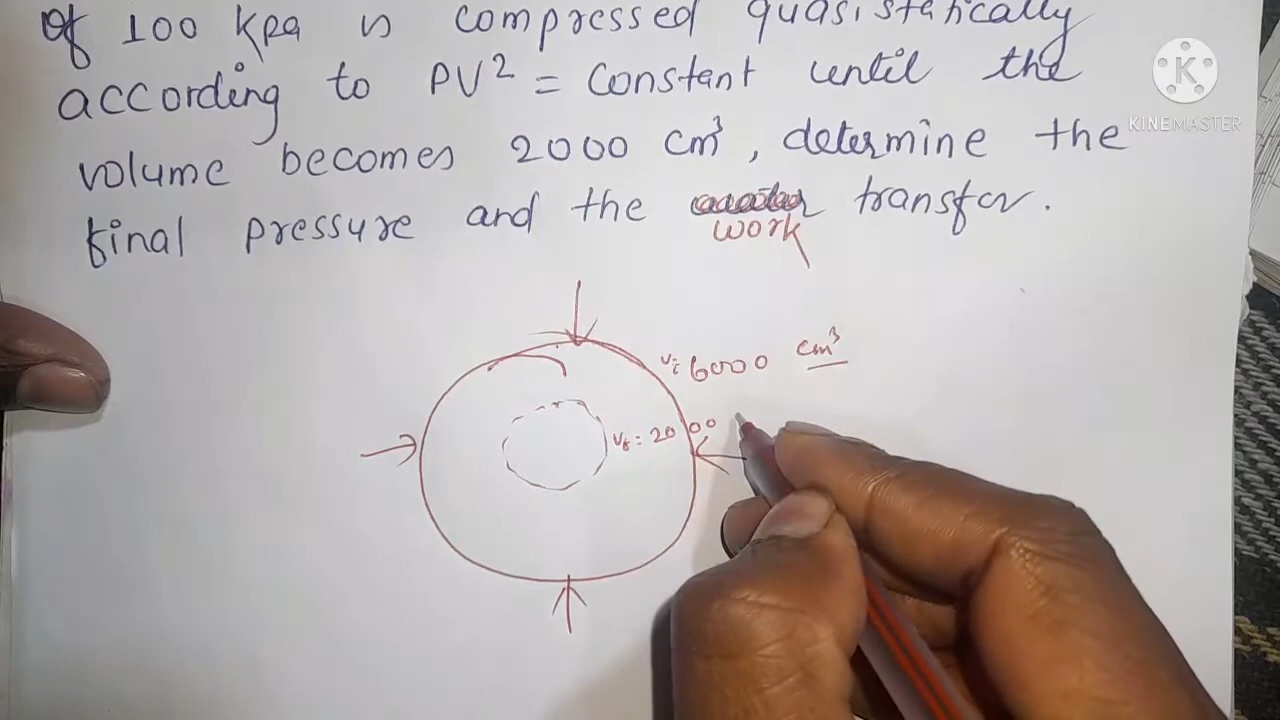 of 100 kpa is compressed quasistatically
according to PV² = Constant until the
volume becomes 2000 cm³, determine the
final pressure and the transfer.
work
vi 6000 cm³
vf = 2000
KINEMASTER